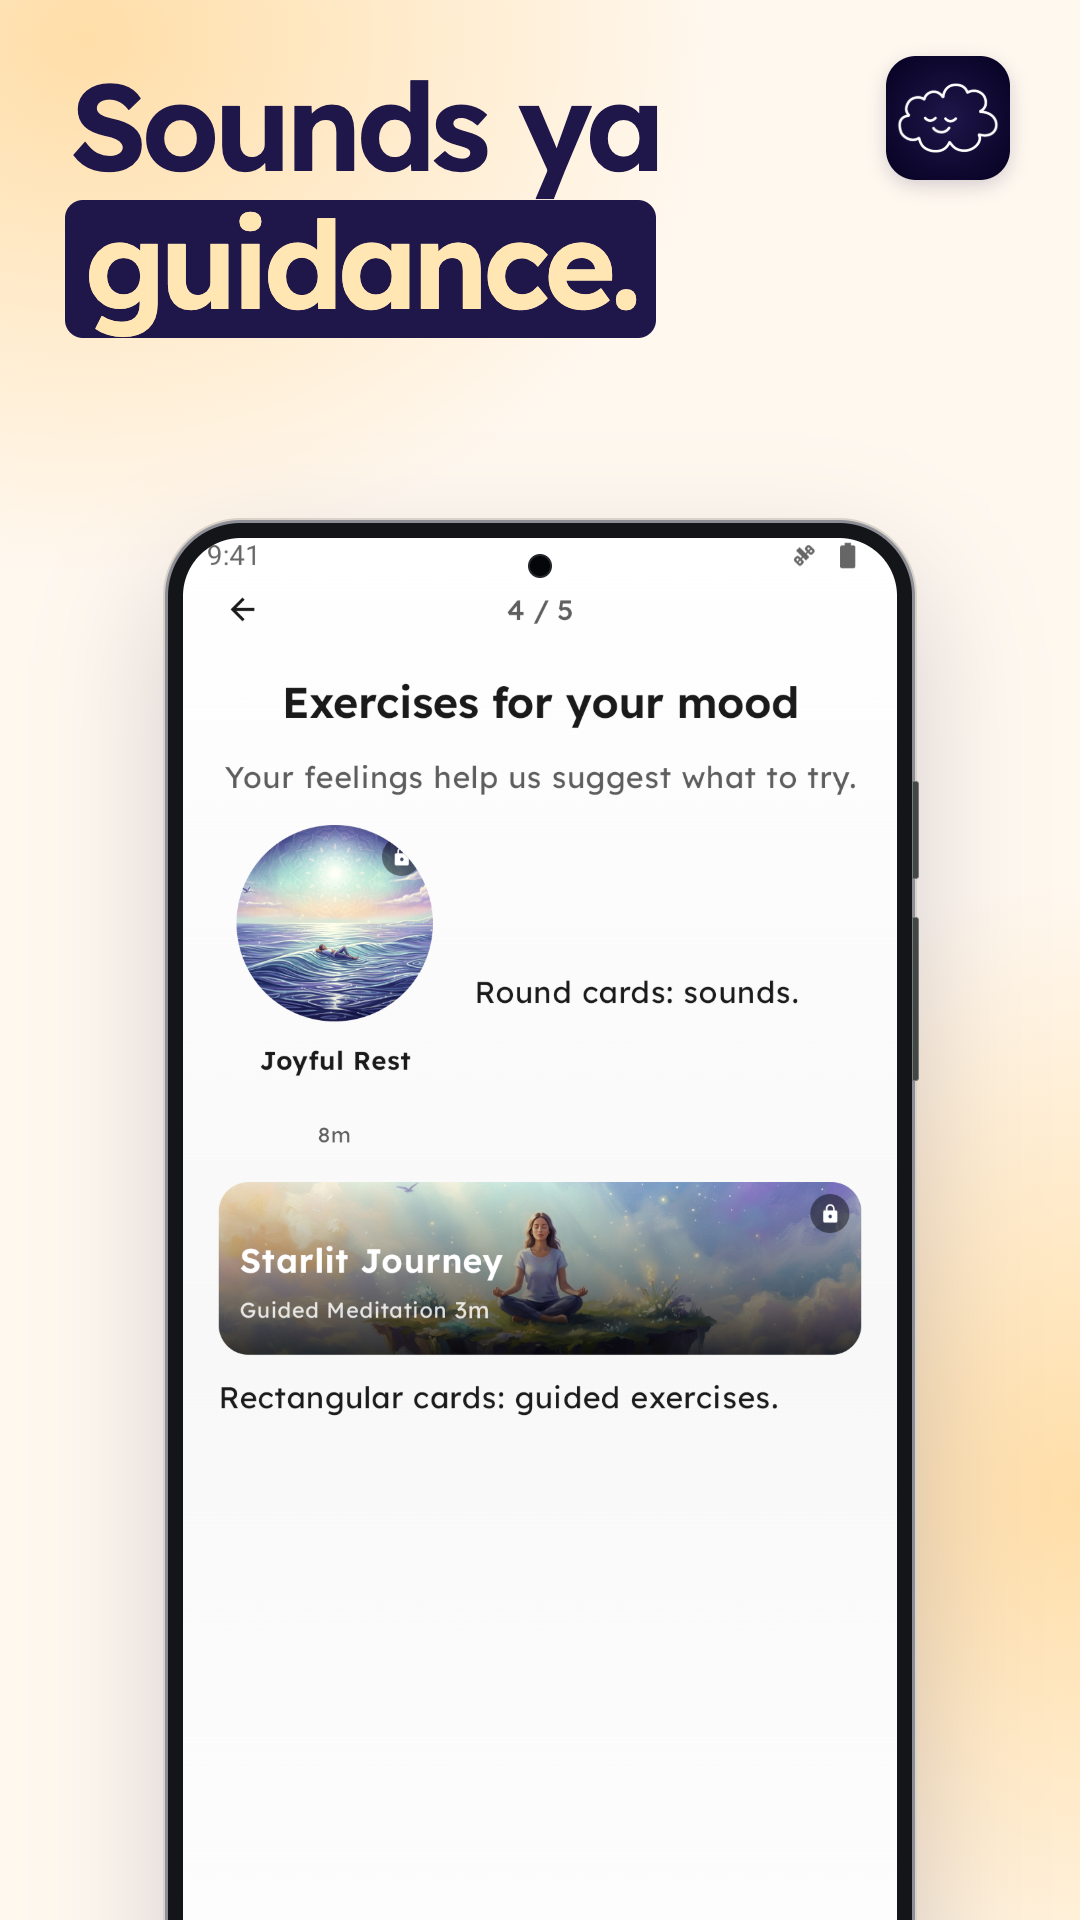 Sounds ya
guidance.
9:41
4 / 5
Exercises for your mood
Your feelings help us suggest what to try.
Round cards: sounds.
Joyful Rest
8m
Starlit Journey
Guided Meditation 3m
Rectangular cards: guided exercises.